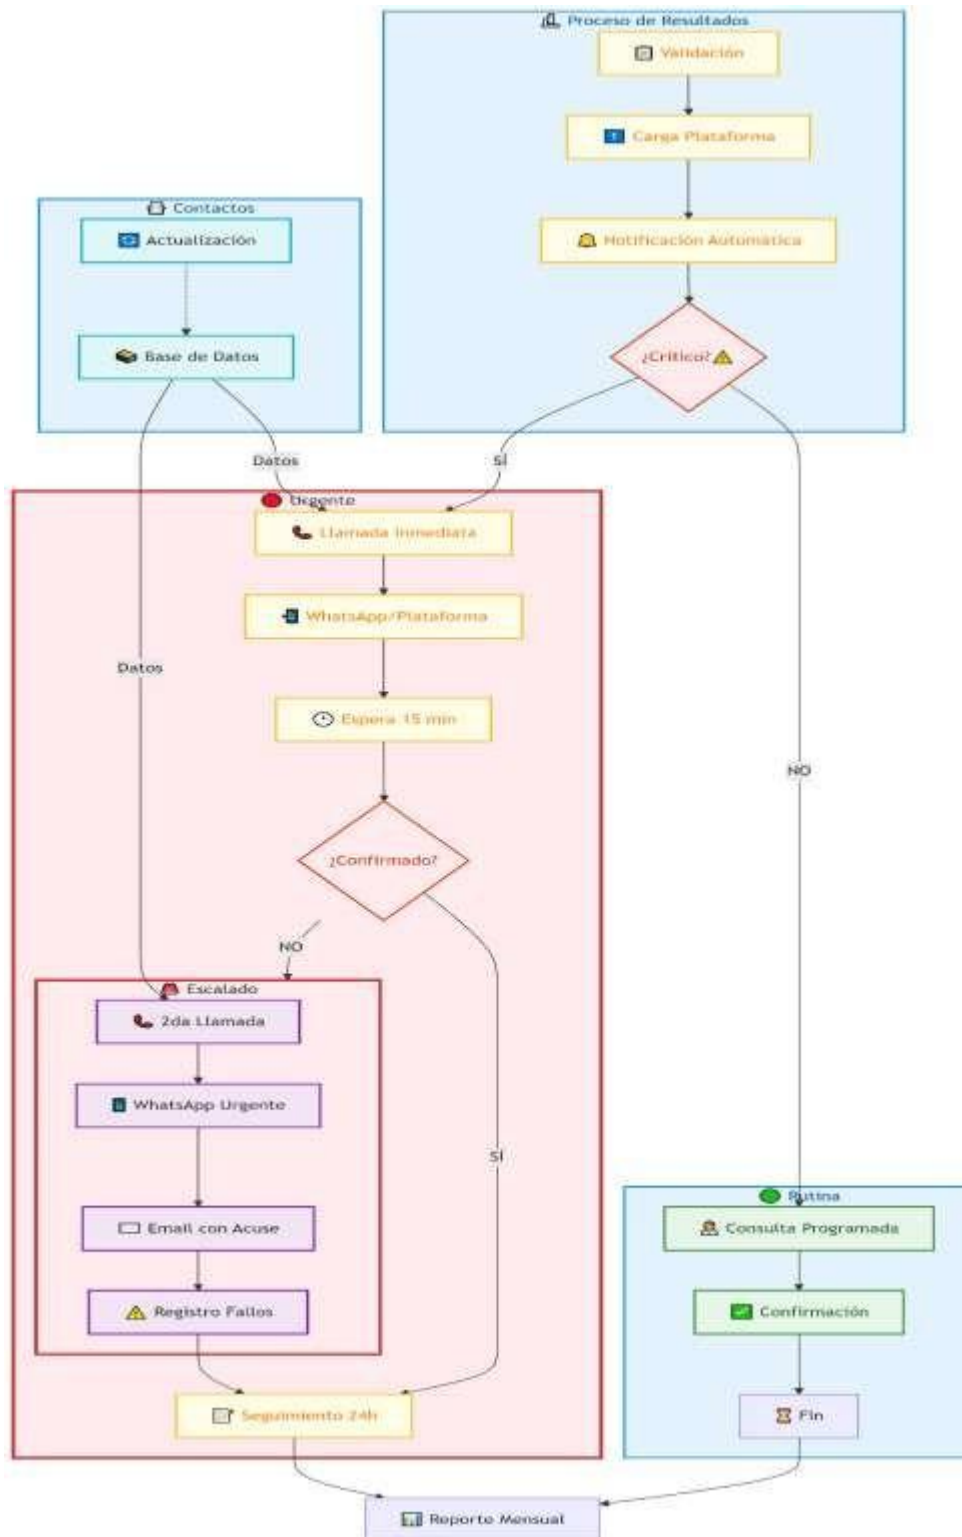 Proceso de Resultados
Validación
Carga Plataforma
Contactos
Actualización
Notificación Automática
Base de Datos
¿Crítico?
Datos
SÍ
Urgente
Llamada Inmediata
WhatsApp/Plataforma
Datos
Espera 15 min
NO
¿Confirmado?
NO
Escalado
2da Llamada
WhatsApp Urgente
SÍ
Rutina
Email con Acuse
Consulta Programada
Registro Fallos
Confirmación
Seguimiento 24h
Fin
Reporte Mensual